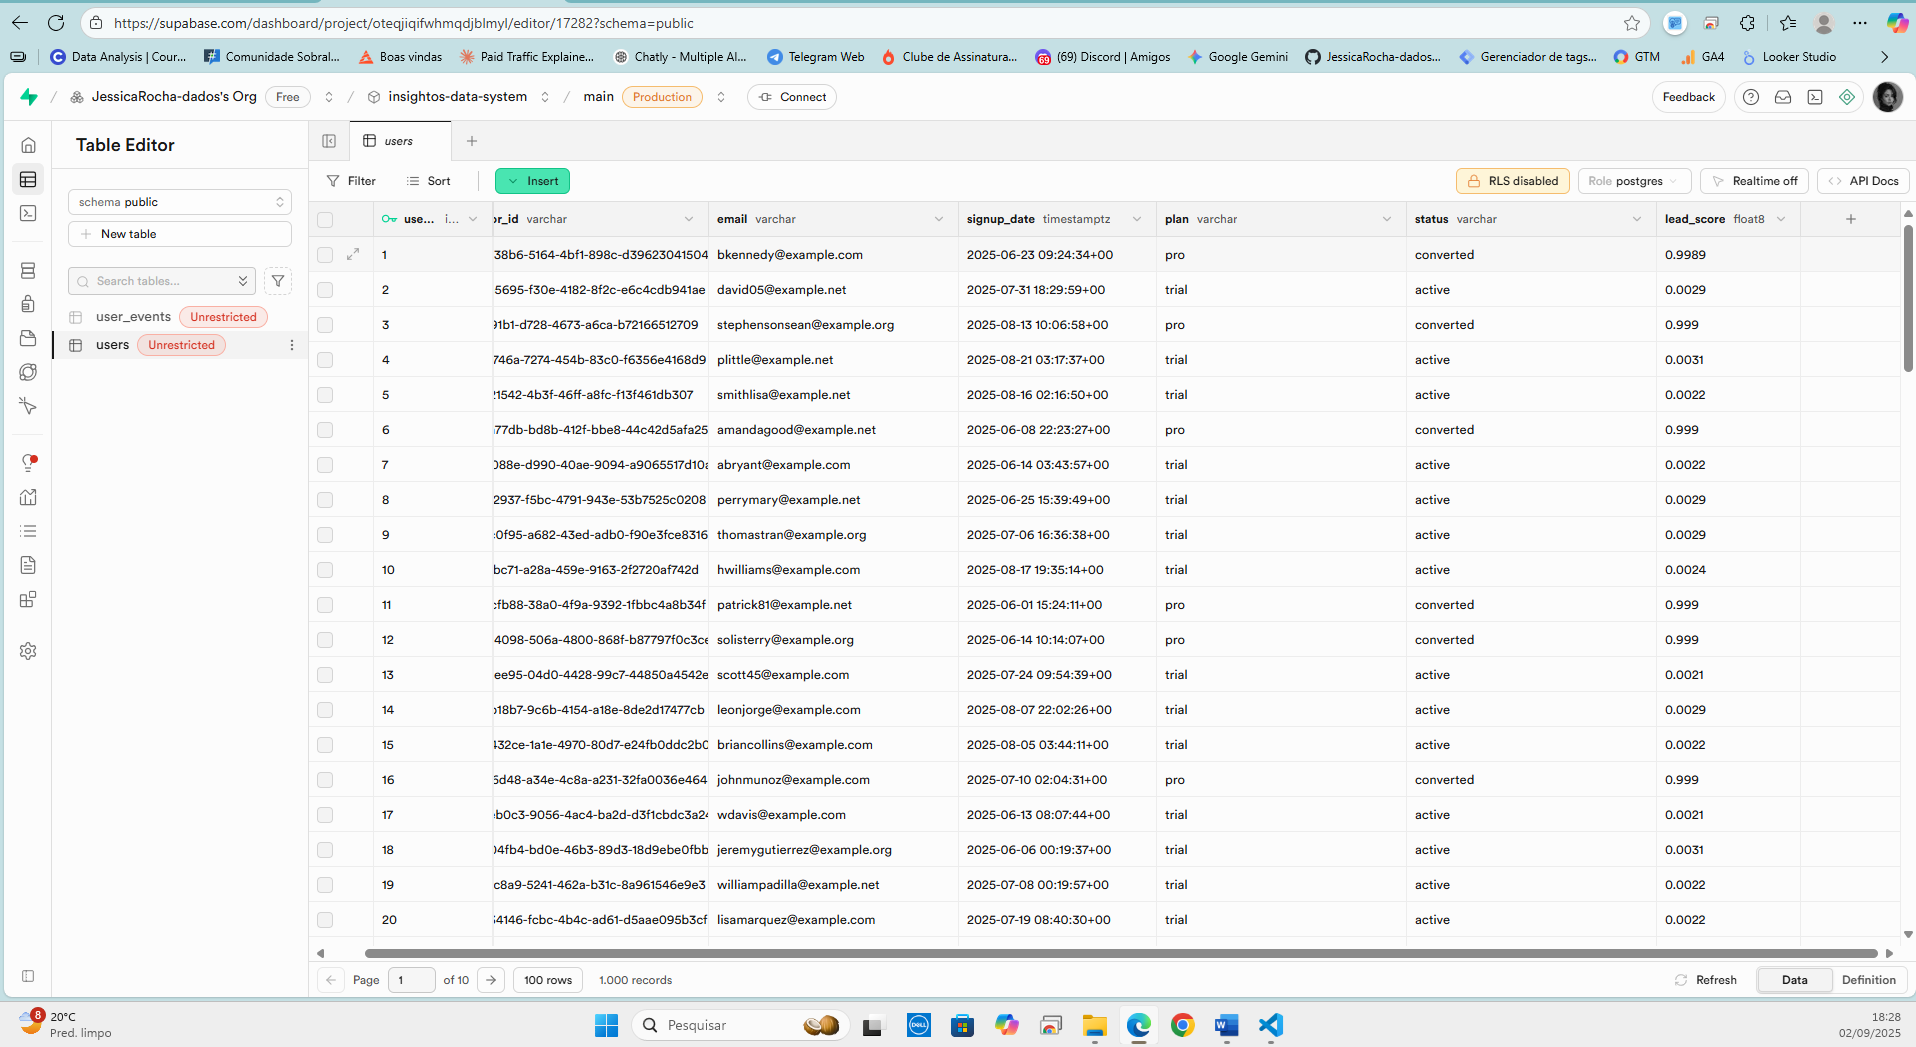 https://supabase.com/dashboard/project/oteqjiqifwhmqdjblmyl/editor/17282?schema=public
Data Analysis | Cour... Comunidade Sobral... Boas vindas Paid Traffic Explaine... Chatly - Multiple AI... Telegram Web Clube de Assinatura... (69) Discord | Amigos Google Gemini JessicaRocha-dados... Gerenciador de tags... GTM GA4 Looker Studio
/ JessicaRocha-dados's Org Free / insightos-data-system / main Production Connect Feedback
Table Editor users
Filter Sort Insert RLS disabled Role postgres Realtime off API Docs
schema public
New table
Search tables...
user_events Unrestricted
users Unrestricted
use... i... or_id varchar email varchar signup_date timestamptz plan varchar status varchar lead_score float8
1 38b6-5164-4bf1-898c-d39623041504 bkennedy@example.com 2025-06-23 09:24:34+00 pro converted 0.9989
2 5695-f30e-4182-8f2c-e6c4cdb941ae david05@example.net 2025-07-31 18:29:59+00 trial active 0.0029
3 91b1-d728-4673-a6ca-b72166512709 stephensonsean@example.org 2025-08-13 10:06:58+00 pro converted 0.999
4 746a-7274-454b-83c0-f6356e4168d9 plittle@example.net 2025-08-21 03:17:37+00 trial active 0.0031
5 21542-4b3f-46ff-a8fc-f13f461db307 smithlisa@example.net 2025-08-16 02:16:50+00 trial active 0.0022
6 77db-bd8b-412f-bbe8-44c42d5afa25 amandagood@example.net 2025-06-08 22:23:27+00 pro converted 0.999
7 088e-d990-40ae-9094-a9065517d10a abryant@example.com 2025-06-14 03:43:57+00 trial active 0.0022
8 2937-f5bc-4791-943e-53b7525c0208 perrymary@example.net 2025-06-25 15:39:49+00 trial active 0.0029
9 c0f95-a682-43ed-adb0-f90e3fce8316 thomastran@example.org 2025-07-06 16:36:38+00 trial active 0.0029
10 bc71-a28a-459e-9163-2f2720af742d hwilliams@example.com 2025-08-17 19:35:14+00 trial active 0.0024
11 cfb88-38a0-4f9a-9392-1fbbc4a8b34f patrick81@example.net 2025-06-01 15:24:11+00 pro converted 0.999
12 4098-506a-4800-868f-b87797f0c3ce solisterry@example.org 2025-06-14 10:14:07+00 pro converted 0.999
13 ee95-04d0-4428-99c7-44850a4542e scott45@example.com 2025-07-24 09:54:39+00 trial active 0.0021
14 b18b7-9c6b-4154-a18e-8de2d17477cb leonjorge@example.com 2025-08-07 22:02:26+00 trial active 0.0029
15 432ce-1a1e-4970-80d7-e24fb0ddc2b0 briancollins@example.com 2025-08-05 03:44:11+00 trial active 0.0022
16 6d48-a34e-4c8a-a231-32fa0036e464 johnmunoz@example.com 2025-07-10 02:04:31+00 pro converted 0.999
17 eb0c3-9056-4ac4-ba2d-d3f1cbdc3a24 wdavis@example.com 2025-06-13 08:07:44+00 trial active 0.0021
18 04fb4-bd0e-46b3-89d3-18d9ebe0fbb jeremygutierrez@example.org 2025-06-06 00:19:37+00 trial active 0.0031
19 c8a9-5241-462a-b31c-8a961546e9e3 williampadilla@example.net 2025-07-08 00:19:57+00 trial active 0.0022
20 54146-fcbc-4b4c-ad61-d5aae095b3cf lisamarquez@example.com 2025-07-19 08:40:30+00 trial active 0.0022
Page 1 of 10 100 rows 1.000 records Refresh Data Definition
8 20°C
Pred. limpo
Pesquisar
DELL
18:28
02/09/2025